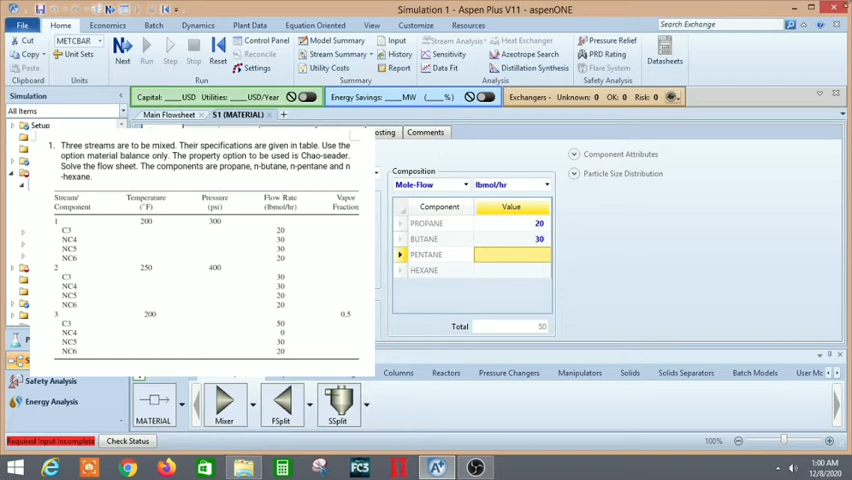 Simulation 1 - Aspen Plus V11 - aspenONE
File Home Economics Batch Dynamics Plant Data Equation Oriented View Customize Resources Search Exchange
Cut METCBAR Control Panel Model Summary Input Stream Analysis Heat Exchanger Pressure Relief
Copy Unit Sets Next Run Step Stop Reset Reconcile Stream Summary History Sensitivity Azeotrope Search PRD Rating Datasheets
Paste Settings Utility Costs Report Data Fit Distillation Synthesis
Clipboard Units Run Summary Analysis Safety Analysis
Simulation Capital: ____USD Utilities: ____USD/Year Energy Savings: ____MW (____%) Exchangers - Unknown: 0 OK: 0 Risk: 0
All Items Main Flowsheet S1 (MATERIAL)
Setup Comments
1. Three streams are to be mixed. Their specifications are given in table. Use the
option material balance only. The property option to be used is Chao-seader.
Solve the flow sheet. The components are propane, n-butane, n-pentane and n
-hexane.
Stream/ Temperature Pressure Flow Rate Vapor
Component (°F) (psi) (lbmol/hr) Fraction
1 200 300
C3 20
NC4 30
NC5 30
NC6 20
2 250 400
C3 30
NC4 30
NC5 20
NC6 20
3 200 0.5
C3 50
NC4 0
NC5 30
NC6 20
Composition
Mole-Flow lbmol/hr
Component Value
PROPANE 20
BUTANE 30
PENTANE
HEXANE
Total 50
Component Attributes
Particle Size Distribution
Columns Reactors Pressure Changers Manipulators Solids Solids Separators Batch Models
Safety Analysis
Energy Analysis
MATERIAL Mixer FSplit SSplit
Required Input Incomplete Check Status 100%
FC3
1:00 AM
12/8/2020